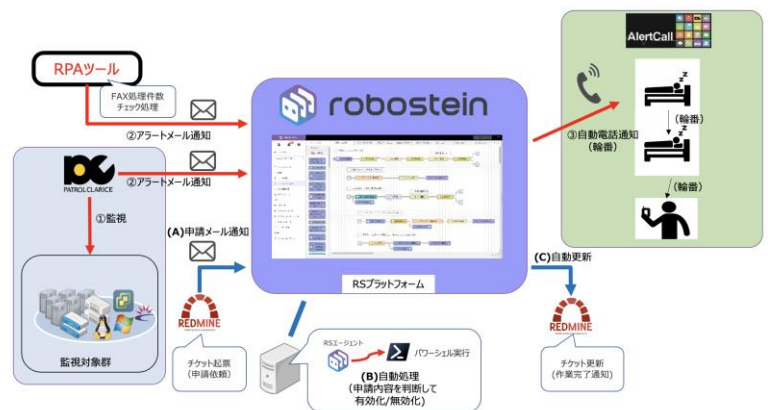 RPAツール
FAX処理件数
チェック処理
②アラートメール通知
PATROLCLARICE
②アラートメール通知
①監視
監視対象群
(A)申請メール通知
REDMINE
チケット起票
(申請依頼)
robostein
RSプラットフォーム
RSエージェント
パワーシェル実行
(B)自動処理
(申請内容を判断して
有効化/無効化)
AlertCall
③自動電話通知
(輪番)
(輪番)
(輪番)
(C)自動更新
REDMINE
チケット更新
(作業完了通知)